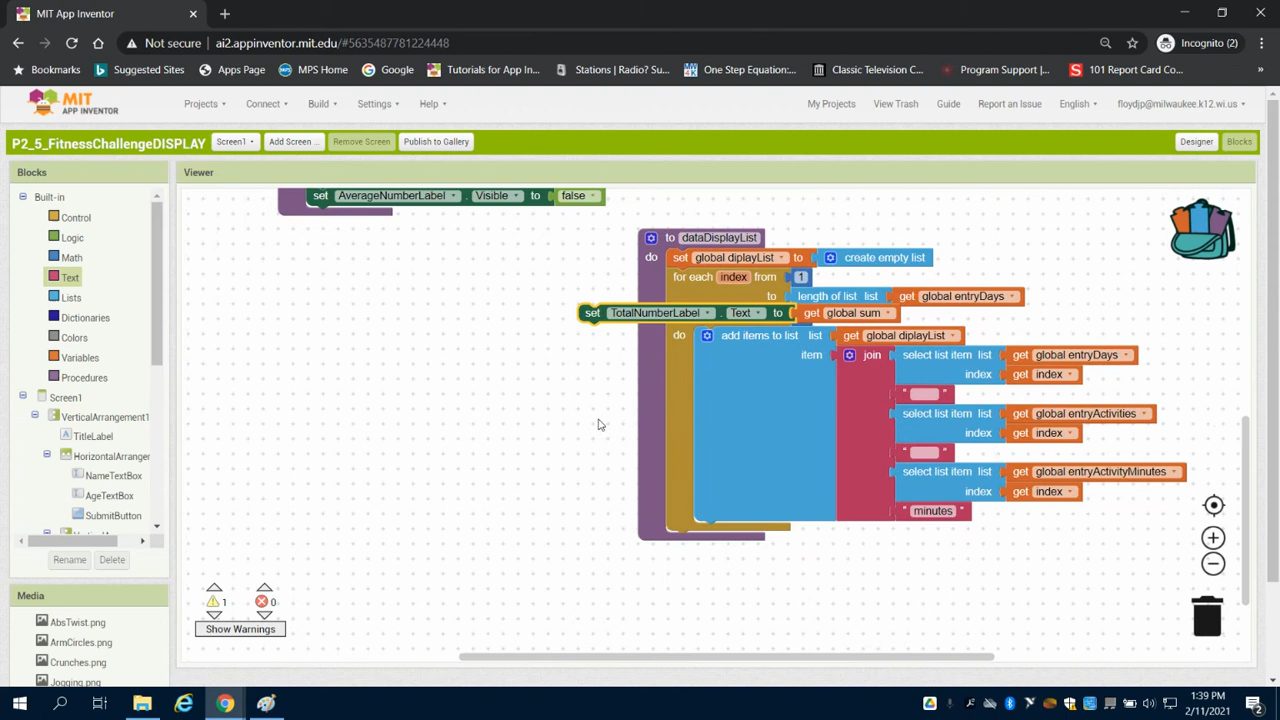 MIT App Inventor
Not secure ai2.appinventor.mit.edu/#5635487781224448 Incognito (2)
Bookmarks Suggested Sites Apps Page MPS Home Google Tutorials for App In... Stations | Radio? Su... One Step Equation:... Classic Television C... Program Support |... 101 Report Card Co... »
MIT APP INVENTOR Projects Connect Build Settings Help My Projects View Trash Guide Report an Issue English floydjp@milwaukee.k12.wi.us
P2_5_FitnessChallengeDISPLAY Screen1 Add Screen ... Remove Screen Publish to Gallery Designer Blocks
Blocks Viewer
Built-in
Control
Logic
Math
Text
Lists
Dictionaries
Colors
Variables
Procedures
Screen1
VerticalArrangement1
TitleLabel
HorizontalArranger
NameTextBox
AgeTextBox
SubmitButton
Rename Delete
Media
AbsTwist.png
ArmCircles.png
Crunches.png
Jogging.png
set AverageNumberLabel . Visible to false
to dataDisplayList
do set global diplayList to create empty list
for each index from 1
to length of list list get global entryDays
set TotalNumberLabel . Text to get global sum
do add items to list list get global diplayList
item join select list item list get global entryDays
index get index
" "
select list item list get global entryActivities
index get index
" "
select list item list get global entryActivityMinutes
index get index
" minutes "
1 0
Show Warnings
1:39 PM
2/11/2021
2